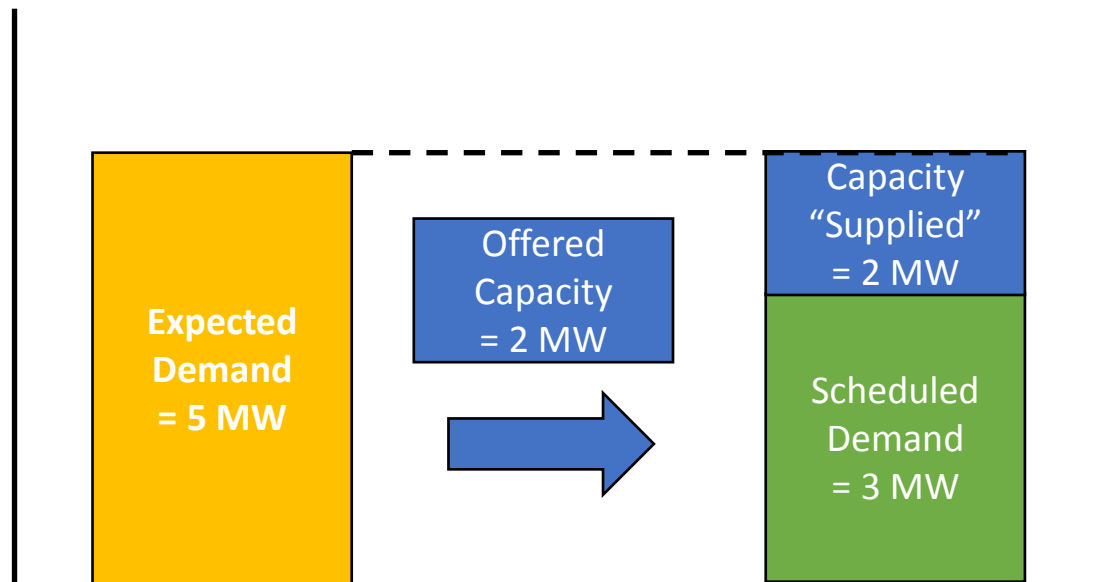 Expected
Demand
= 5 MW
Offered
Capacity
= 2 MW
Capacity
“Supplied”
= 2 MW
Scheduled
Demand
= 3 MW